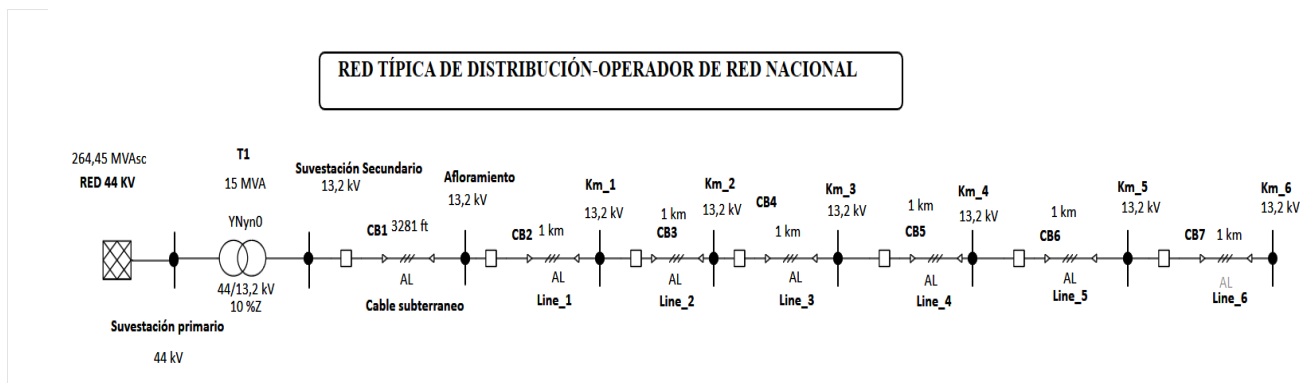 RED TÍPICA DE DISTRIBUCIÓN-OPERADOR DE RED NACIONAL
264,45 MVAsc
RED 44 KV
Suvestación primario
44 kV
T1
15 MVA
YNyn0
44/13,2 kV
10 %Z
Suvestación Secundario
13,2 kV
CB1 3281 ft
AL
Cable subterraneo
Afloramiento
13,2 kV
CB2 1 km
AL
Line_1
Km_1
13,2 kV
1 km
CB3
AL
Line_2
Km_2
13,2 kV
CB4
1 km
AL
Line_3
Km_3
13,2 kV
1 km
CB5
AL
Line_4
Km_4
13,2 kV
1 km
CB6
AL
Line_5
Km_5
13,2 kV
CB7 1 km
AL
Line_6
Km_6
13,2 kV